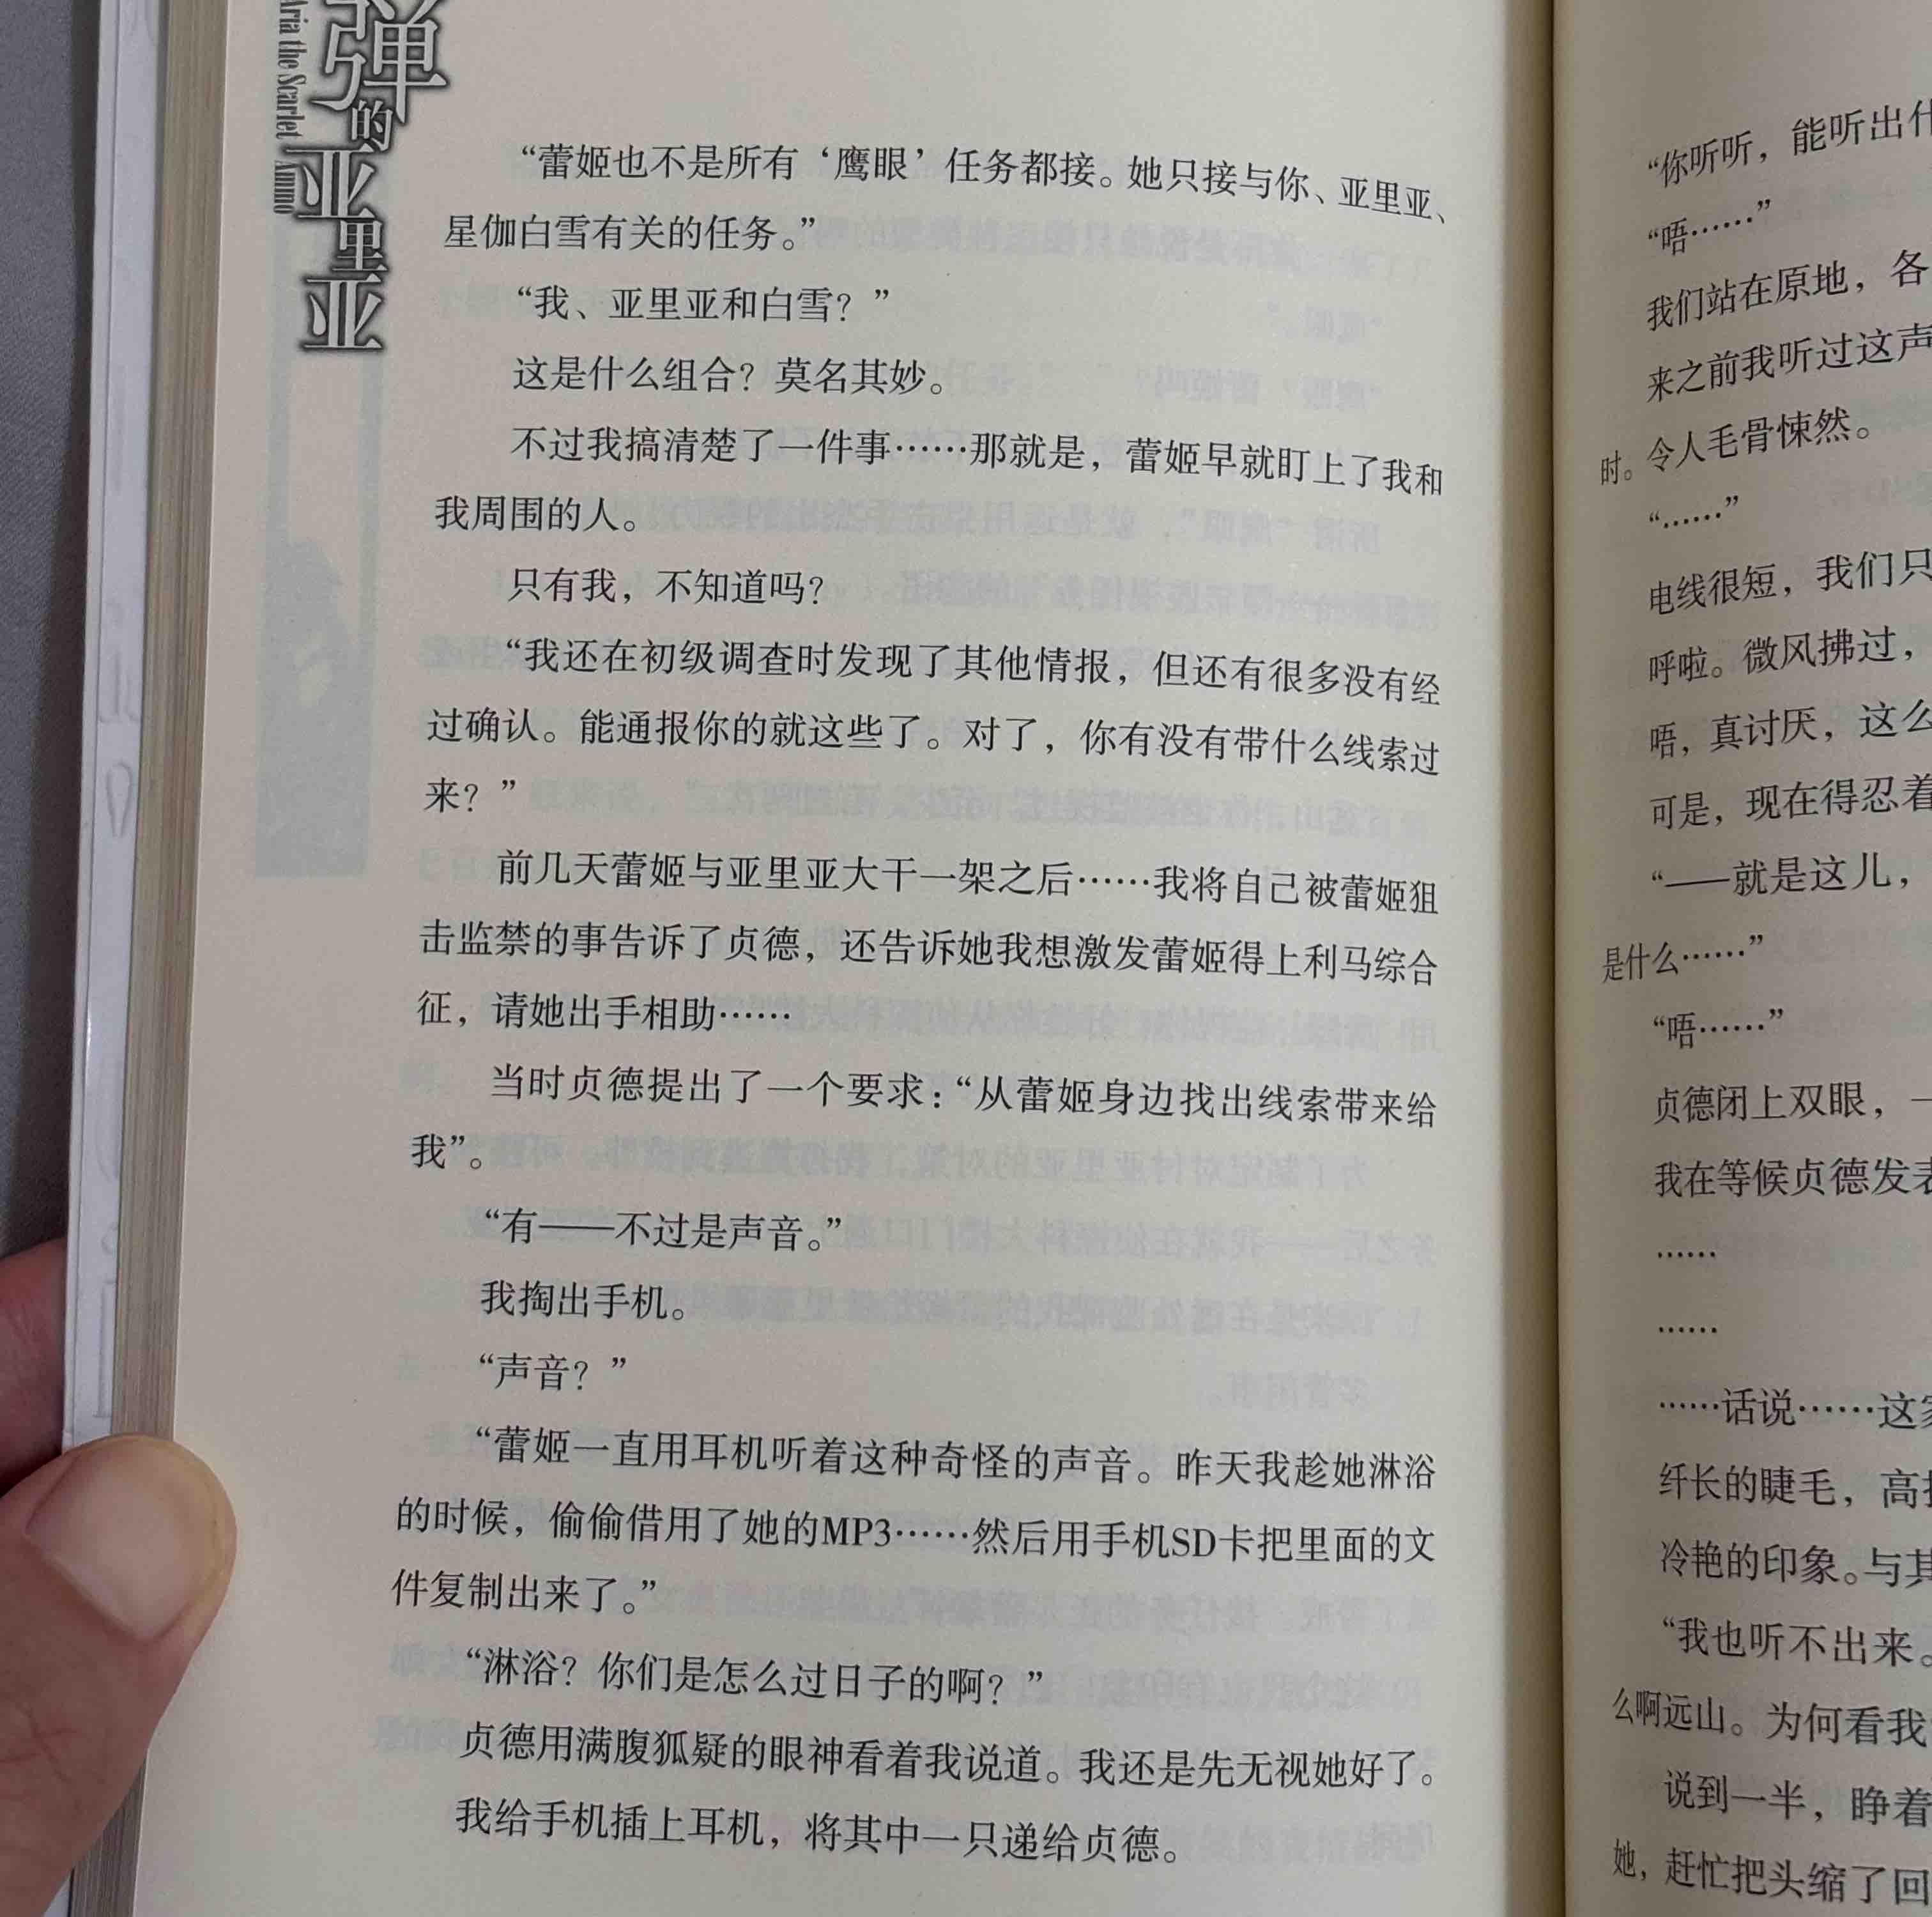 弹的亚里亚
Aria the Scarlet Ammo
“蕾姬也不是所有‘鹰眼’任务都接。她只接与你、亚里亚、
星伽白雪有关的任务。”
“我、亚里亚和白雪？”
这是什么组合？莫名其妙。
不过我搞清楚了一件事……那就是，蕾姬早就盯上了我和
我周围的人。
只有我，不知道吗？
“我还在初级调查时发现了其他情报，但还有很多没有经
过确认。能通报你的就这些了。对了，你有没有带什么线索过
来？”
前几天蕾姬与亚里亚大干一架之后……我将自己被蕾姬狙
击监禁的事告诉了贞德，还告诉她我想激发蕾姬得上利马综合
征，请她出手相助……
当时贞德提出了一个要求：“从蕾姬身边找出线索带来给
我”。
“有——不过是声音。”
我掏出手机。
“声音？”
“蕾姬一直用耳机听着这种奇怪的声音。昨天我趁她淋浴
的时候，偷偷借用了她的MP3……然后用手机SD卡把里面的文
件复制出来了。”
“淋浴？你们是怎么过日子的啊？”
贞德用满腹狐疑的眼神看着我说道。我还是先无视她好了。
我给手机插上耳机，将其中一只递给贞德。
“你听听，能听出什
“唔……”
我们站在原地，各
来之前我听过这声
时。令人毛骨悚然。
“……”
电线很短，我们只
呼啦。微风拂过，
唔，真讨厌，这么
可是，现在得忍着
“——就是这儿，
是什么……”
“唔……”
贞德闭上双眼，一
我在等候贞德发表
……
……
……话说……这家
纤长的睫毛，高挺
冷艳的印象。与其
“我也听不出来。
么啊远山。为何看我
说到一半，睁着
她，赶忙把头缩了回